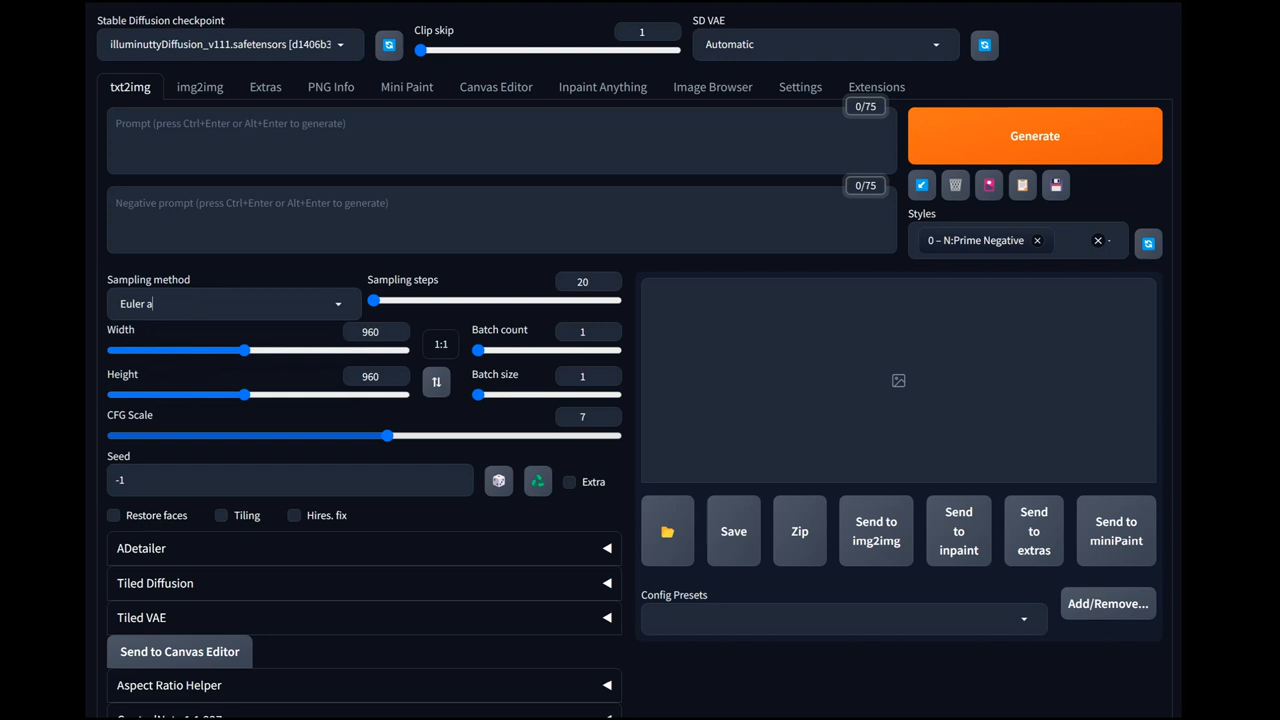 Stable Diffusion checkpoint
illuminuttyDiffusion_v111.safetensors [d1406b3
Clip skip
1
SD VAE
Automatic
txt2img
img2img
Extras
PNG Info
Mini Paint
Canvas Editor
Inpaint Anything
Image Browser
Settings
Extensions
0/75
Prompt (press Ctrl+Enter or Alt+Enter to generate)
Generate
0/75
Negative prompt (press Ctrl+Enter or Alt+Enter to generate)
Styles
0 – N:Prime Negative
Sampling method
Euler a
Sampling steps
20
Width
960
1:1
Batch count
1
Height
960
Batch size
1
CFG Scale
7
Seed
-1
Extra
Restore faces
Tiling
Hires. fix
ADetailer
Tiled Diffusion
Tiled VAE
Send to Canvas Editor
Aspect Ratio Helper
Save
Zip
Send to
img2img
Send
to
inpaint
Send
to
extras
Send to
miniPaint
Config Presets
Add/Remove...